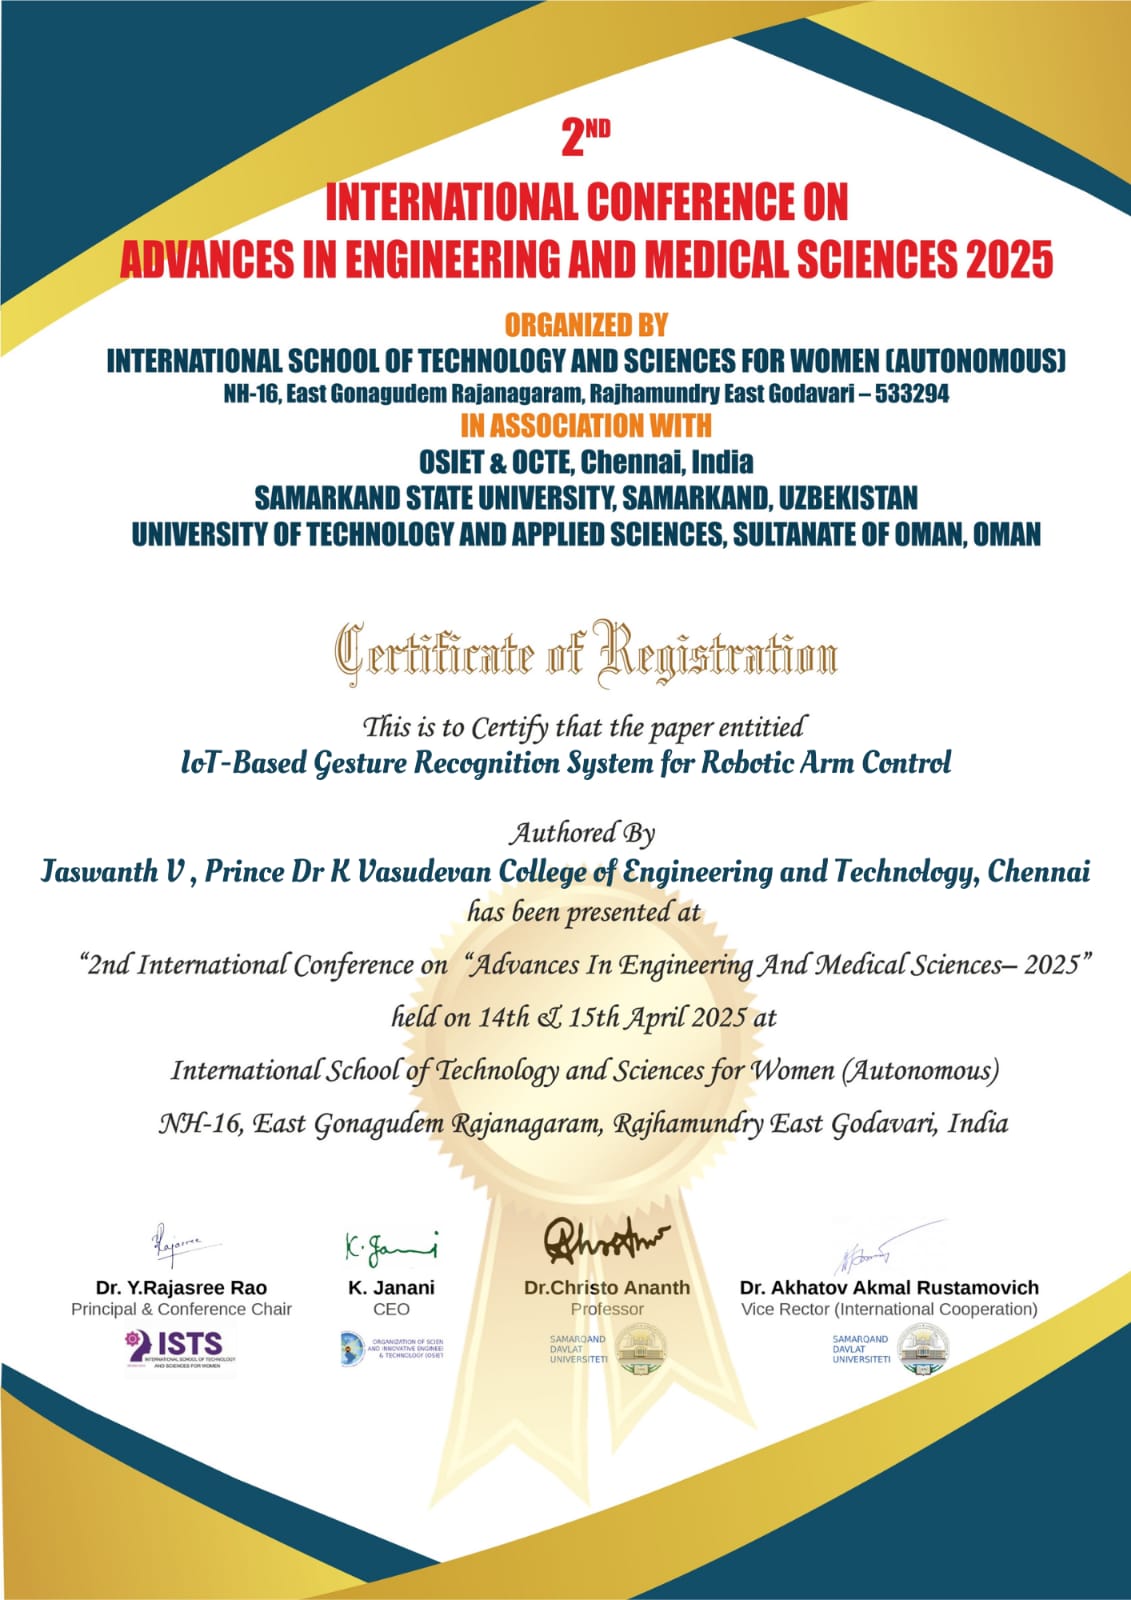 2ND
INTERNATIONAL CONFERENCE ON
ADVANCES IN ENGINEERING AND MEDICAL SCIENCES 2025
ORGANIZED BY
INTERNATIONAL SCHOOL OF TECHNOLOGY AND SCIENCES FOR WOMEN (AUTONOMOUS)
NH-16, East Gonagudem Rajanagaram, Rajhamundry East Godavari – 533294
IN ASSOCIATION WITH
OSIET & OCTE, Chennai, India
SAMARKAND STATE UNIVERSITY, SAMARKAND, UZBEKISTAN
UNIVERSITY OF TECHNOLOGY AND APPLIED SCIENCES, SULTANATE OF OMAN, OMAN
Certificate of Registration
This is to Certify that the paper entitied
IoT-Based Gesture Recognition System for Robotic Arm Control
Authored By
Jaswanth V , Prince Dr K Vasudevan College of Engineering and Technology, Chennai
has been presented at
“2nd International Conference on “Advances In Engineering And Medical Sciences– 2025”
held on 14th & 15th April 2025 at
International School of Technology and Sciences for Women (Autonomous)
NH-16, East Gonagudem Rajanagaram, Rajhamundry East Godavari, India
Rajasree K. Janani
Dr. Y.Rajasree Rao K. Janani Dr.Christo Ananth Dr. Akhatov Akmal Rustamovich
Principal & Conference Chair CEO Professor Vice Rector (International Cooperation)
ISTS
INTERNATIONAL SCHOOL OF TECHNOLOGY
AND SCIENCES FOR WOMEN
ORGANIZATION OF SCIEN
AND INNOVATIVE ENGINEE
& TECHNOLOGY (OSIET
SAMARQAND
DAVLAT
UNIVERSITETI
SAMARQAND
DAVLAT
UNIVERSITETI